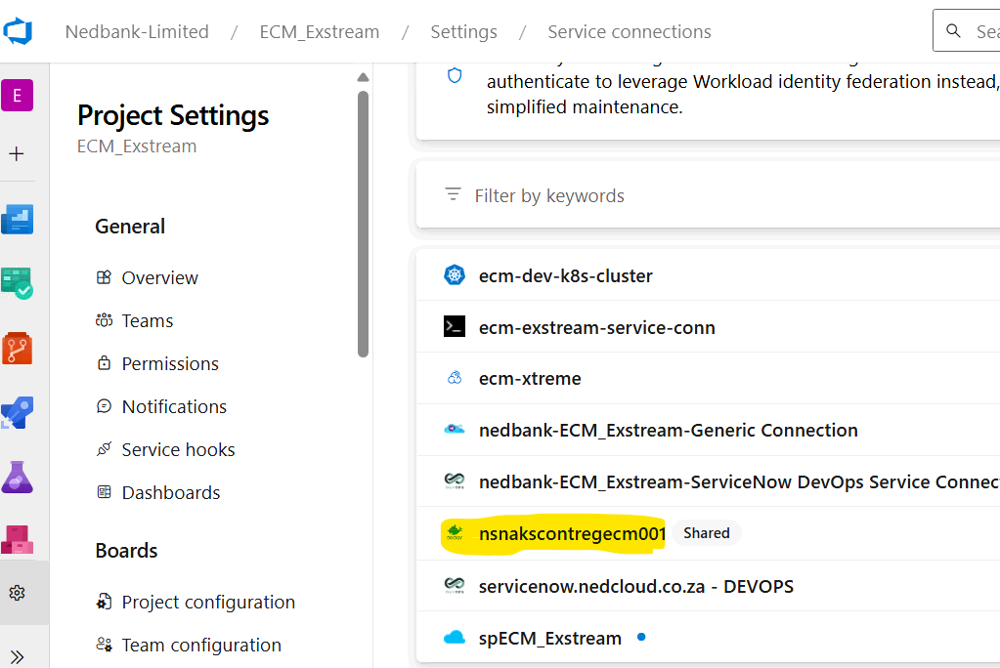 Nedbank-Limited / ECM_Exstream / Settings / Service connections
E
Project Settings
ECM_Exstream
General
Overview
Teams
Permissions
Notifications
Service hooks
Dashboards
Boards
Project configuration
Team configuration
authenticate to leverage Workload identity federation instead,
simplified maintenance.
Filter by keywords
ecm-dev-k8s-cluster
ecm-exstream-service-conn
ecm-xtreme
nedbank-ECM_Exstream-Generic Connection
nedbank-ECM_Exstream-ServiceNow DevOps Service Connect
nsnakscontregecm001 Shared
servicenow.nedcloud.co.za - DEVOPS
spECM_Exstream